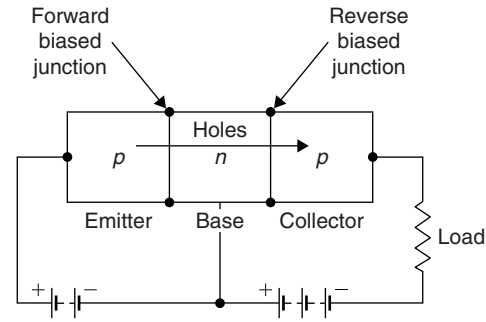 Forward
biased
junction
Reverse
biased
junction
Holes
p n p
Emitter Base Collector
Load
+ − + −